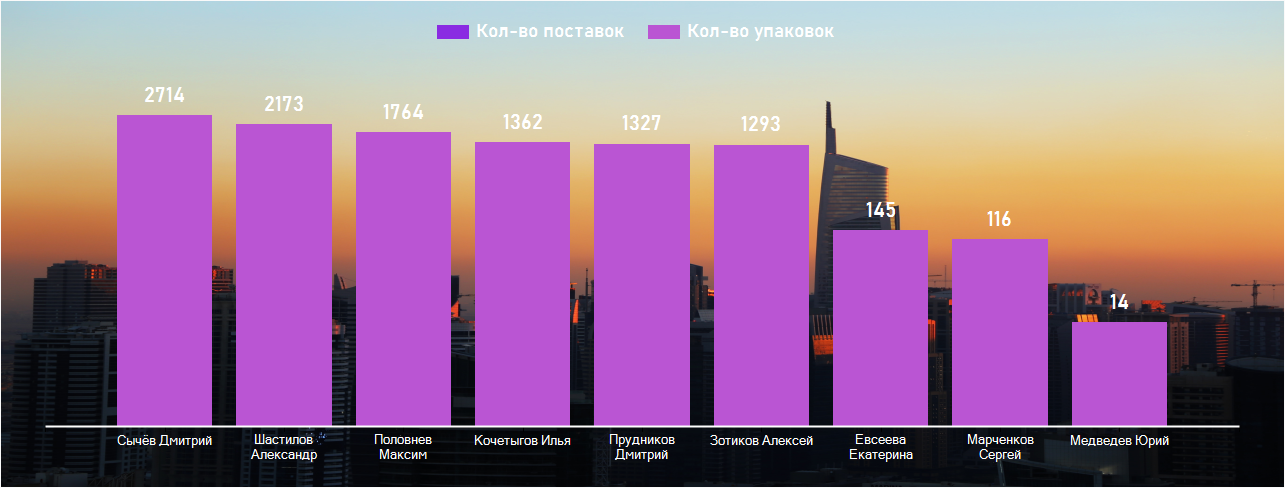 Кол-во поставок Кол-во упаковок
2714
2173
1764
1362
1327
1293
145
116
14
Сычёв Дмитрий
Шастилов
Александр
Половнев
Максим
Кочетыгов Илья
Прудников
Дмитрий
Зотиков Алексей
Евсеева
Екатерина
Марченков
Сергей
Медведев Юрий